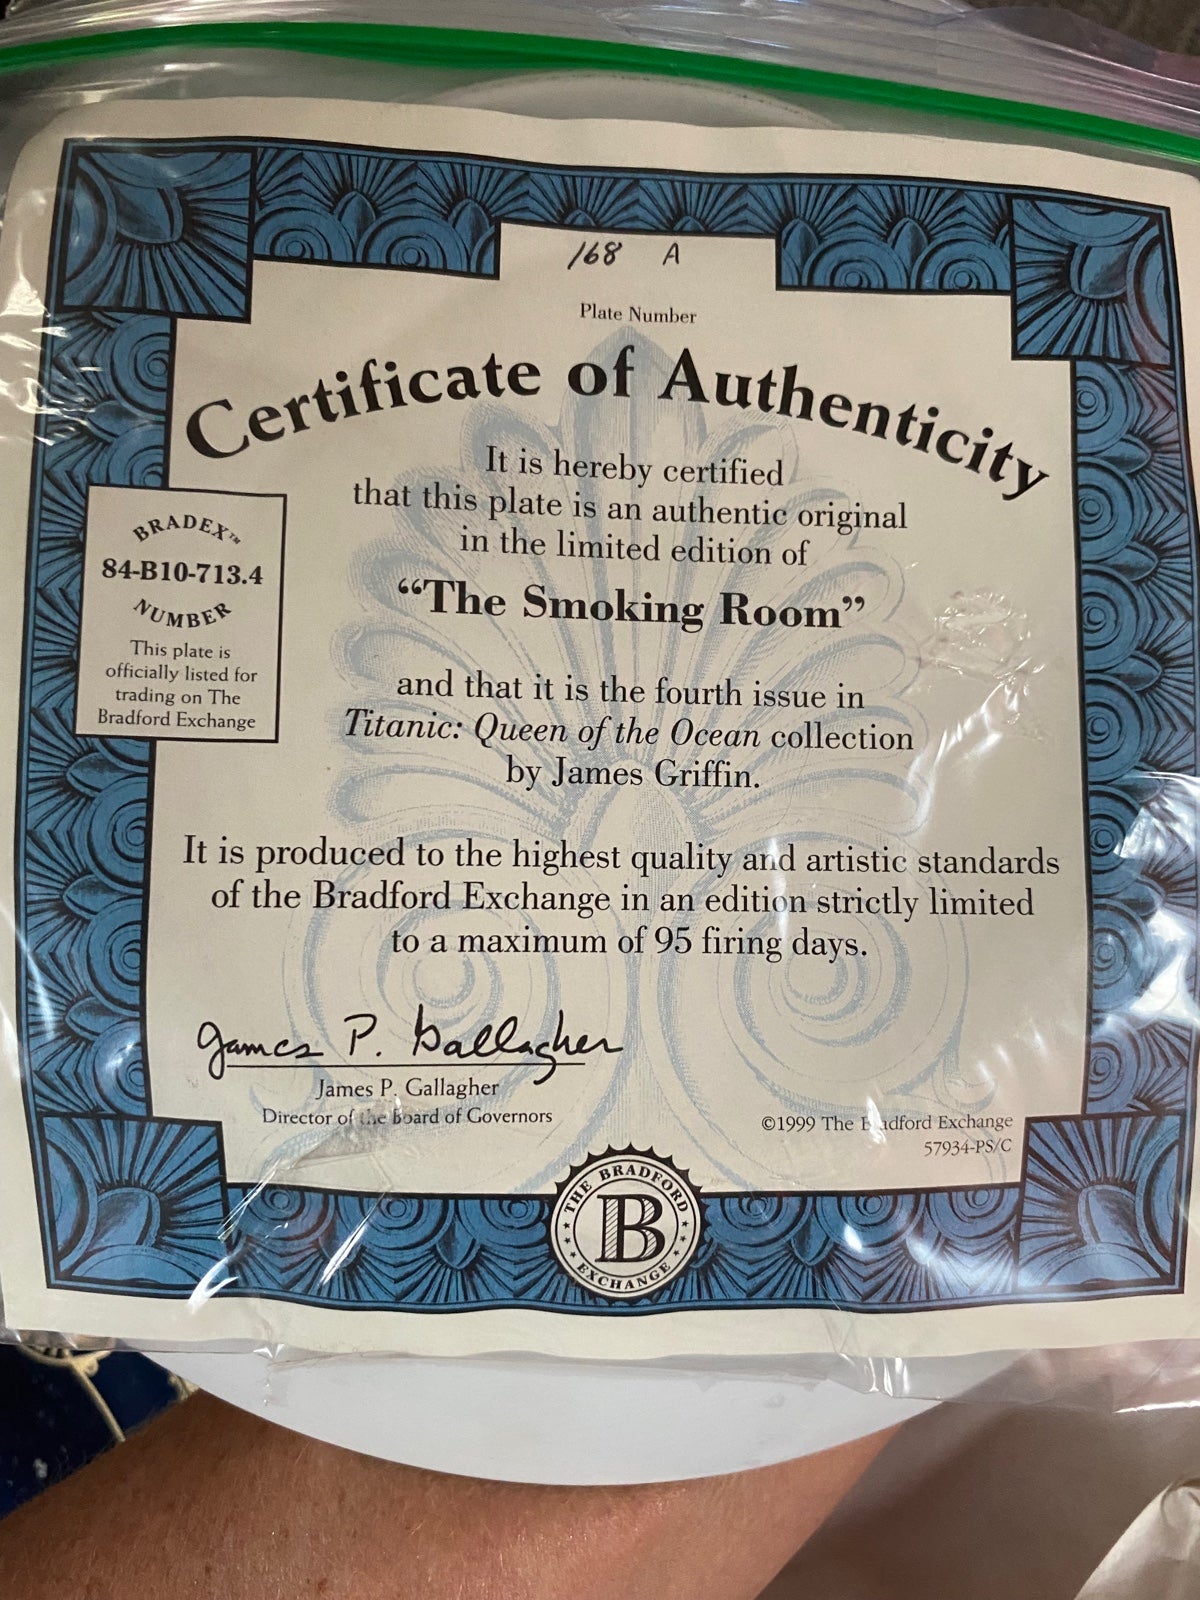 168 A
Plate Number
Certificate of Authenticity
It is hereby certified
that this plate is an authentic original
in the limited edition of
“The Smoking Room”
BRADEX™
84-B10-713.4
NUMBER
This plate is
officially listed for
trading on The
Bradford Exchange
and that it is the fourth issue in
Titanic: Queen of the Ocean collection
by James Griffin.
It is produced to the highest quality and artistic standards
of the Bradford Exchange in an edition strictly limited
to a maximum of 95 firing days.
James P. Gallagher
James P. Gallagher
Director of the Board of Governors
©1999 The Bradford Exchange
57934-PS/C
THE BRADFORD
B
EXCHANGE